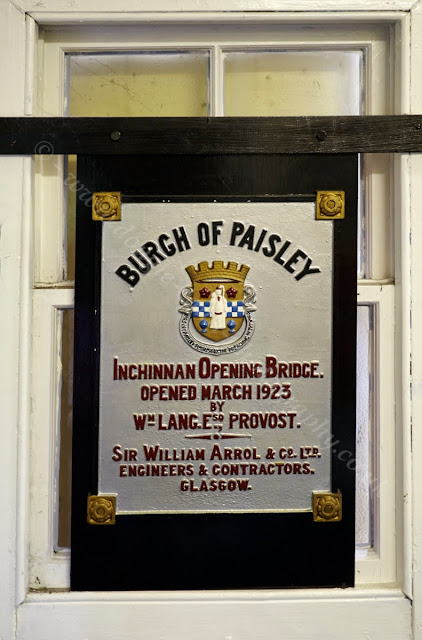 BURGH OF PAISLEY
INCHINNAN OPENING BRIDGE.
OPENED MARCH 1923
BY
WM LANG. ESQ., PROVOST.
SIR WILLIAM ARROL & CO. LTD.
ENGINEERS & CONTRACTORS.
GLASGOW.